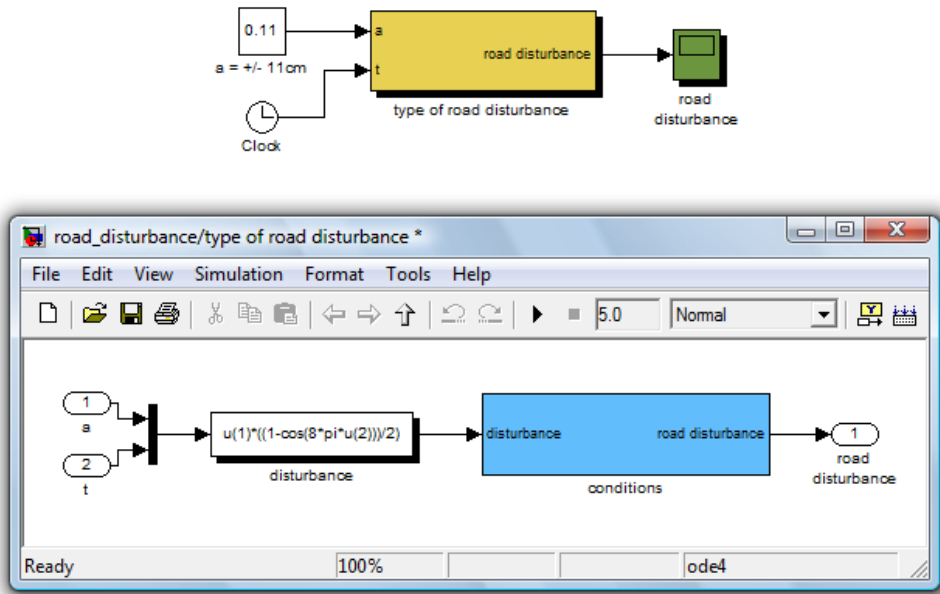 0.11
a = +/- 11cm
a
t
road disturbance
type of road disturbance
Clock
road
disturbance
road_disturbance/type of road disturbance *
File Edit View Simulation Format Tools Help
5.0 Normal
1
a
2
t
u(1)*((1-cos(8*pi*u(2)))/2)
disturbance
disturbance
road disturbance
conditions
1
road
disturbance
Ready 100% ode4